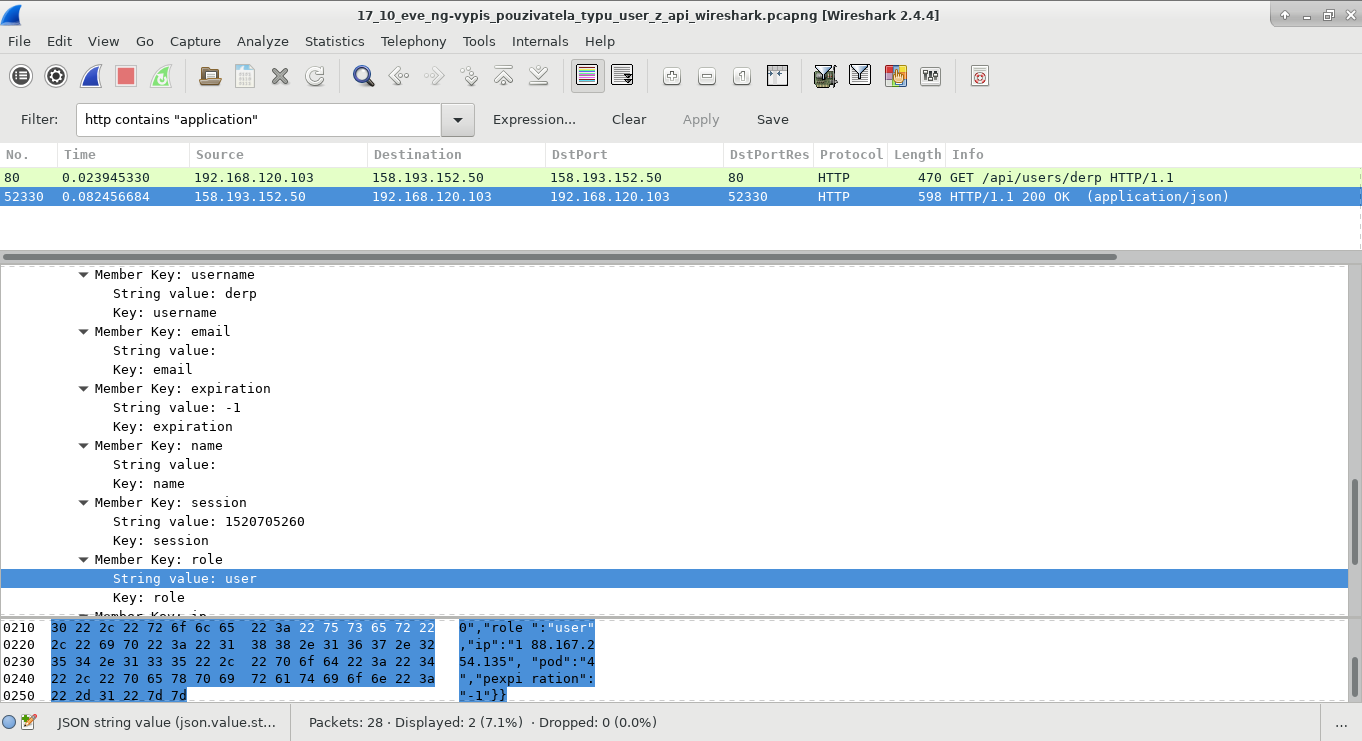 17_10_eve_ng-vypis_pouzivatela_typu_user_z_api_wireshark.pcapng [Wireshark 2.4.4]
File Edit View Go Capture Analyze Statistics Telephony Tools Internals Help
Filter: http contains "application" Expression... Clear Apply Save
No. Time Source Destination DstPort DstPortRes Protocol Length Info
80 0.023945330 192.168.120.103 158.193.152.50 158.193.152.50 80 HTTP 470 GET /api/users/derp HTTP/1.1
52330 0.082456684 158.193.152.50 192.168.120.103 192.168.120.103 52330 HTTP 598 HTTP/1.1 200 OK (application/json)
Member Key: username
String value: derp
Key: username
Member Key: email
String value:
Key: email
Member Key: expiration
String value: -1
Key: expiration
Member Key: name
String value:
Key: name
Member Key: session
String value: 1520705260
Key: session
Member Key: role
String value: user
Key: role
Member Key: ip
0210 30 22 2c 22 72 6f 6c 65 22 3a 22 75 73 65 72 22 0","role ":"user"
0220 2c 22 69 70 22 3a 22 31 38 38 2e 31 36 37 2e 32 ,"ip":"1 88.167.2
0230 35 34 2e 31 33 35 22 2c 22 70 6f 64 22 3a 22 34 54.135", "pod":"4
0240 22 2c 22 70 65 78 70 69 72 61 74 69 6f 6e 22 3a ","pexpi ration":
0250 22 2d 31 22 7d 7d "-1"}}
JSON string value (json.value.st... Packets: 28 · Displayed: 2 (7.1%) · Dropped: 0 (0.0%) ...